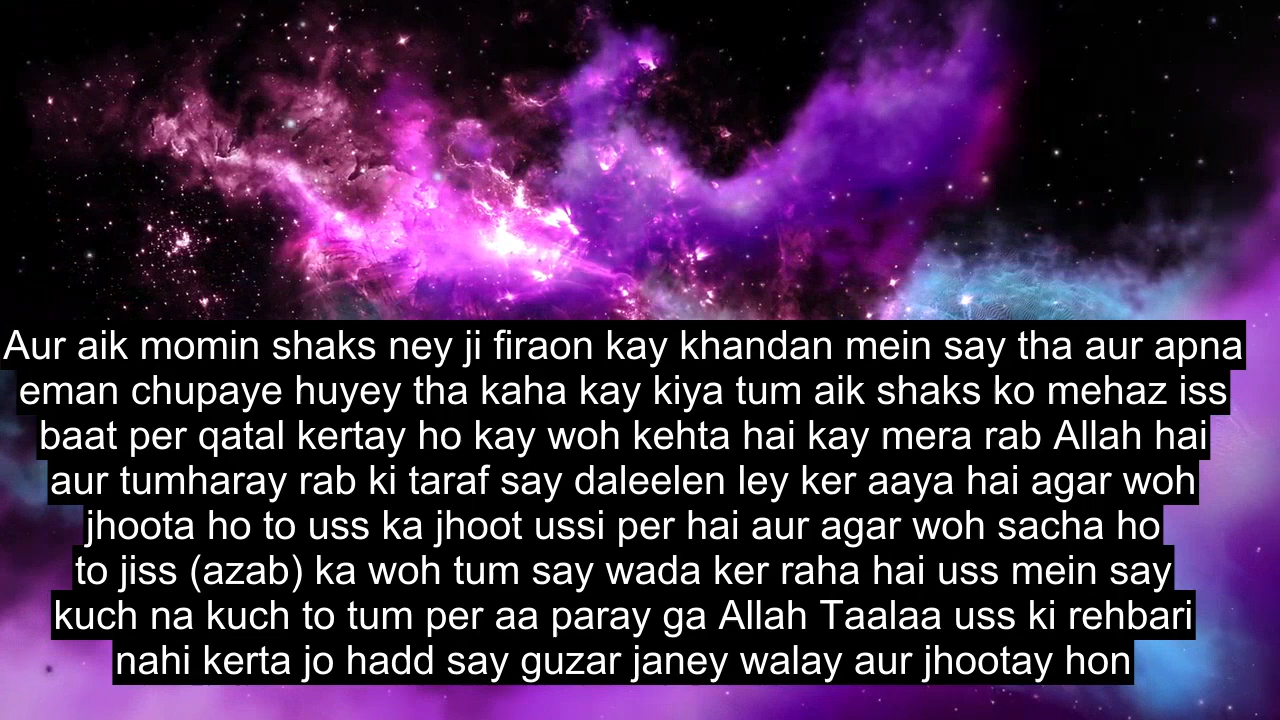 Aur aik momin shaks ney ji firaon kay khandan mein say tha aur apna
eman chupaye huyey tha kaha kay kiya tum aik shaks ko mehaz iss
baat per qatal kertay ho kay woh kehta hai kay mera rab Allah hai
aur tumharay rab ki taraf say daleelen ley ker aaya hai agar woh
jhoota ho to uss ka jhoot ussi per hai aur agar woh sacha ho
to jiss (azab) ka woh tum say wada ker raha hai uss mein say
kuch na kuch to tum per aa paray ga Allah Taalaa uss ki rehbari
nahi kerta jo hadd say guzar janey walay aur jhootay hon